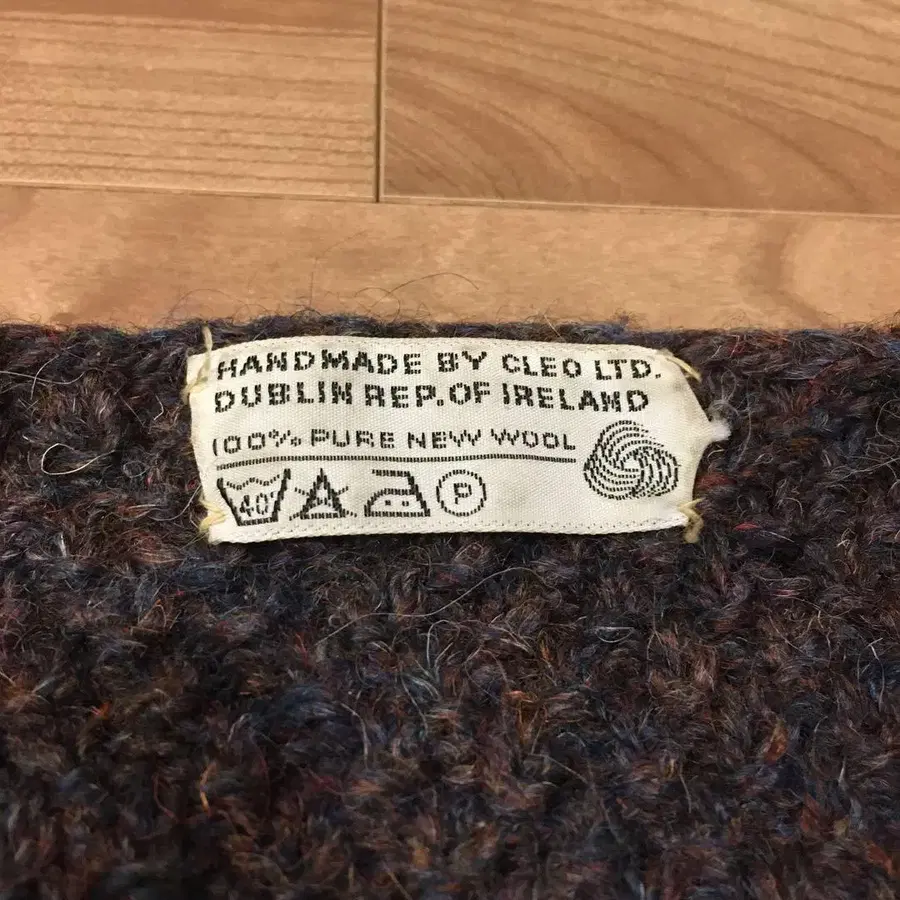 HANDMADE BY CLEO LTD.
DUBLIN REP.OF IRELAND
100% PURE NEW WOOL
40° P